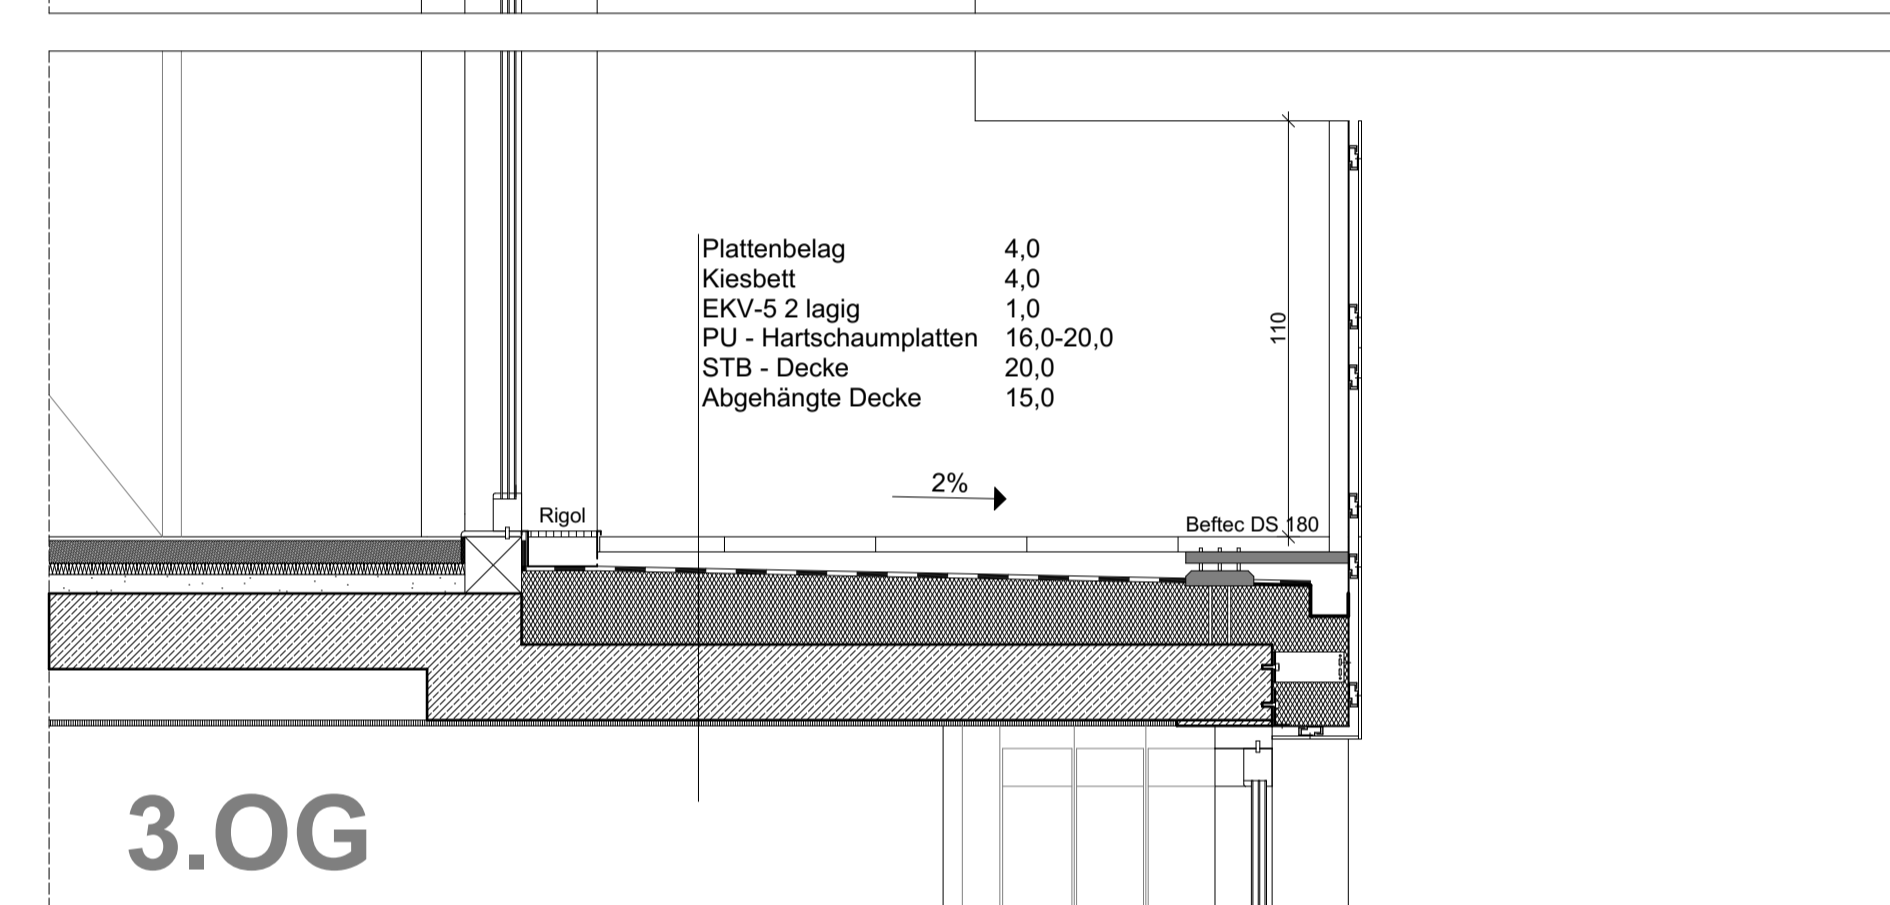 Plattenbelag 4,0
Kiesbett 4,0
EKV-5 2 lagig 1,0
PU - Hartschaumplatten 16,0-20,0
STB - Decke 20,0
Abgehängte Decke 15,0
110
2%
Rigol
Beftec DS 180
3.OG